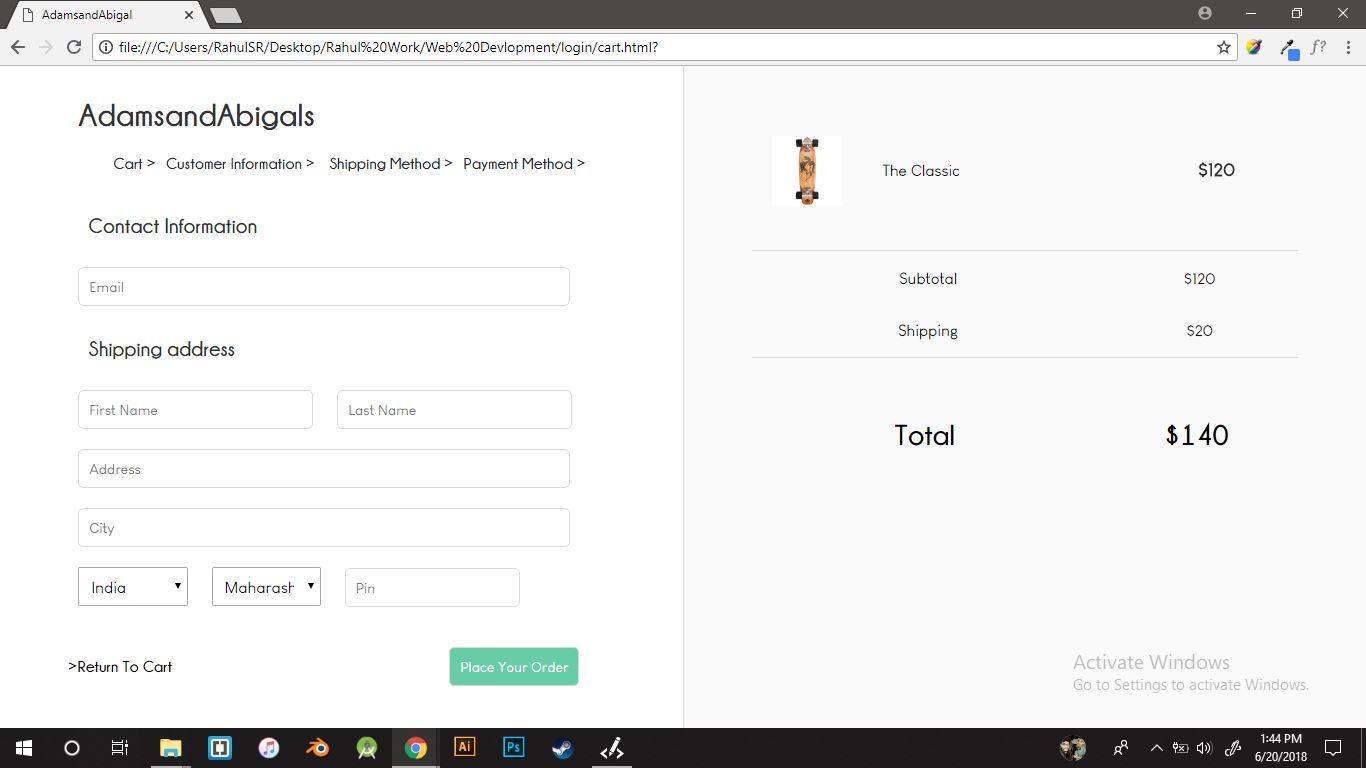 AdamsandAbigal
file:///C:/Users/RahulSR/Desktop/Rahul%20Work/Web%20Devlopment/login/cart.html?
f?
AdamsandAbigals
Cart > Customer Information > Shipping Method > Payment Method >
Contact Information
Email
Shipping address
First Name Last Name
Address
City
India Maharash Pin
>Return To Cart Place Your Order
The Classic $120
Subtotal $120
Shipping $20
Total $140
Activate Windows
Go to Settings to activate Windows.
Ai Ps
1:44 PM
6/20/2018